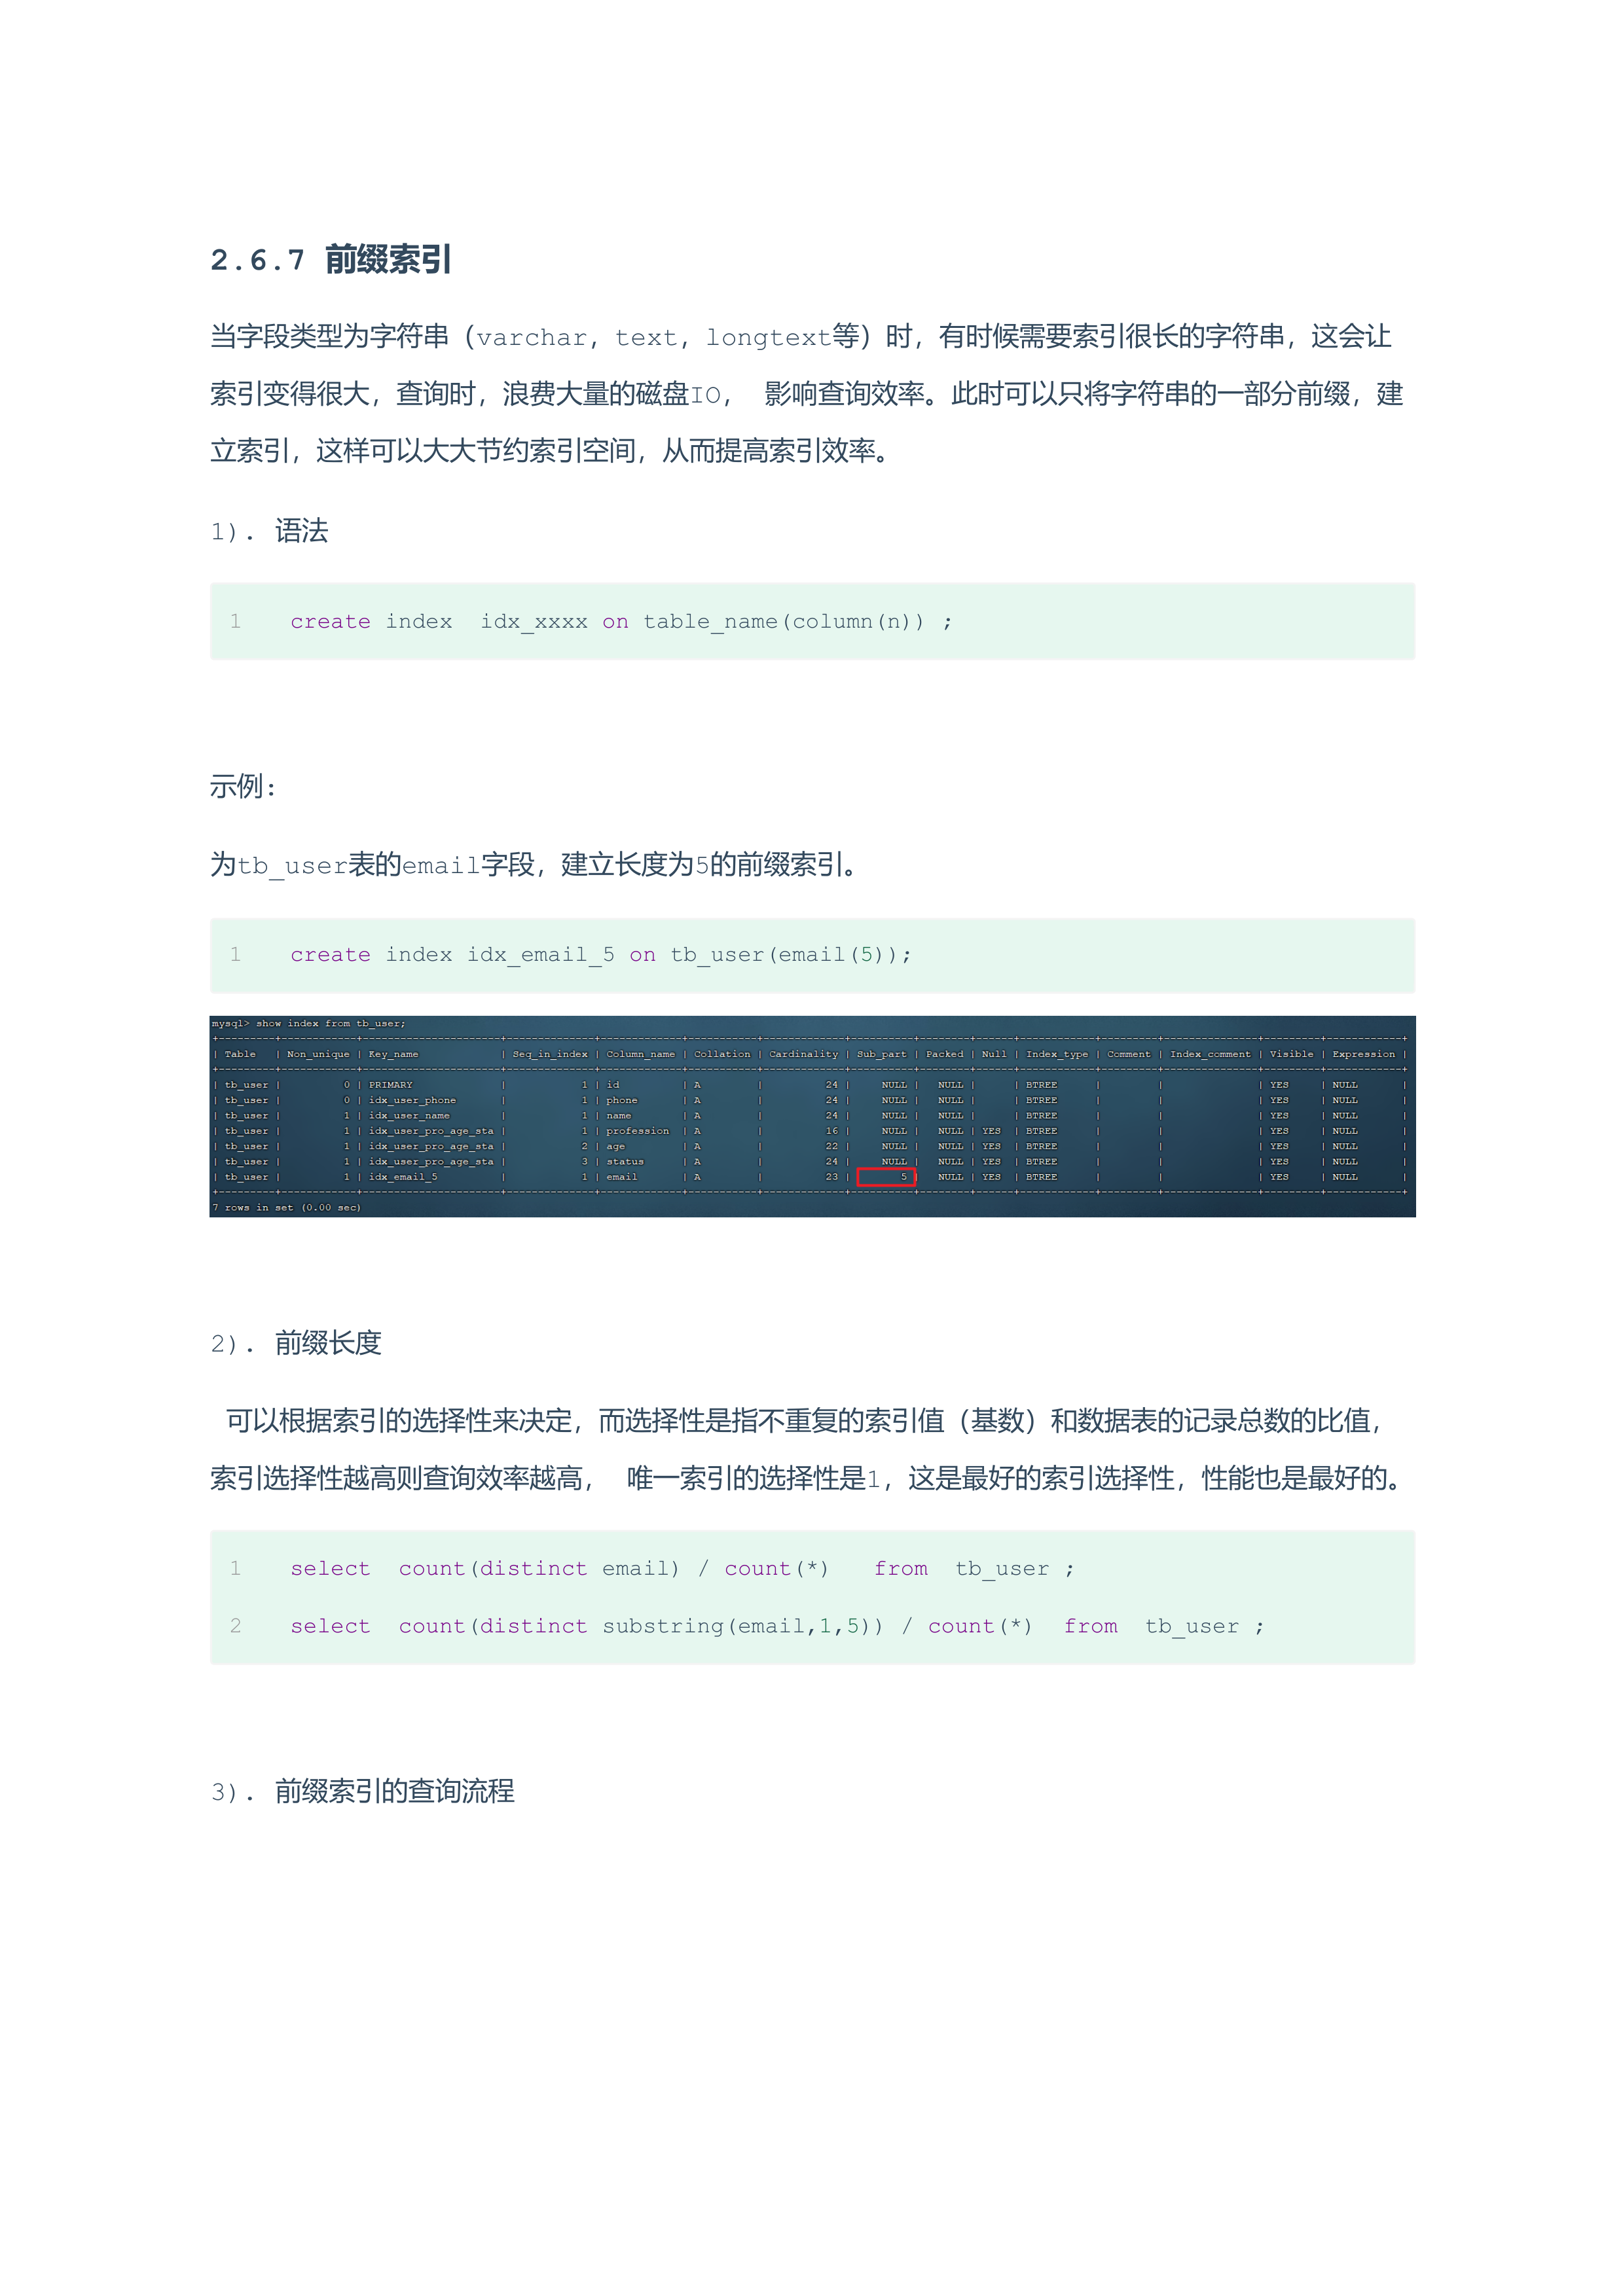 2.6.7 前缀索引
当字段类型为字符串（varchar，text，longtext等）时，有时候需要索引很长的字符串，这会让
索引变得很大，查询时，浪费大量的磁盘IO， 影响查询效率。此时可以只将字符串的一部分前缀，建
立索引，这样可以大大节约索引空间，从而提高索引效率。
1). 语法
1 create index  idx_xxxx on table_name(column(n)) ;
示例:
为tb_user表的email字段，建立长度为5的前缀索引。
1 create index idx_email_5 on tb_user(email(5));
mysql> show index from tb_user;
+---------+------------+----------------------+--------------+-------------+-----------+-------------+----------+--------+------+------------+---------+---------------+---------+------------+
| Table   | Non_unique | Key_name             | Seq_in_index | Column_name | Collation | Cardinality | Sub_part | Packed | Null | Index_type | Comment | Index_comment | Visible | Expression |
+---------+------------+----------------------+--------------+-------------+-----------+-------------+----------+--------+------+------------+---------+---------------+---------+------------+
| tb_user |          0 | PRIMARY              |            1 | id          | A         |          24 |     NULL |   NULL |      | BTREE      |         |               | YES     | NULL       |
| tb_user |          0 | idx_user_phone       |            1 | phone       | A         |          24 |     NULL |   NULL |      | BTREE      |         |               | YES     | NULL       |
| tb_user |          1 | idx_user_name        |            1 | name        | A         |          24 |     NULL |   NULL |      | BTREE      |         |               | YES     | NULL       |
| tb_user |          1 | idx_user_pro_age_sta |            1 | profession  | A         |          16 |     NULL |   NULL | YES  | BTREE      |         |               | YES     | NULL       |
| tb_user |          1 | idx_user_pro_age_sta |            2 | age         | A         |          22 |     NULL |   NULL | YES  | BTREE      |         |               | YES     | NULL       |
| tb_user |          1 | idx_user_pro_age_sta |            3 | status      | A         |          24 |     NULL |   NULL | YES  | BTREE      |         |               | YES     | NULL       |
| tb_user |          1 | idx_email_5          |            1 | email       | A         |          23 |        5 |   NULL | YES  | BTREE      |         |               | YES     | NULL       |
+---------+------------+----------------------+--------------+-------------+-----------+-------------+----------+--------+------+------------+---------+---------------+---------+------------+
7 rows in set (0.00 sec)
2). 前缀长度
可以根据索引的选择性来决定，而选择性是指不重复的索引值（基数）和数据表的记录总数的比值，
索引选择性越高则查询效率越高， 唯一索引的选择性是1，这是最好的索引选择性，性能也是最好的。
1 select  count(distinct email) / count(*)   from  tb_user ;
2 select  count(distinct substring(email,1,5)) / count(*)  from  tb_user ;
3). 前缀索引的查询流程